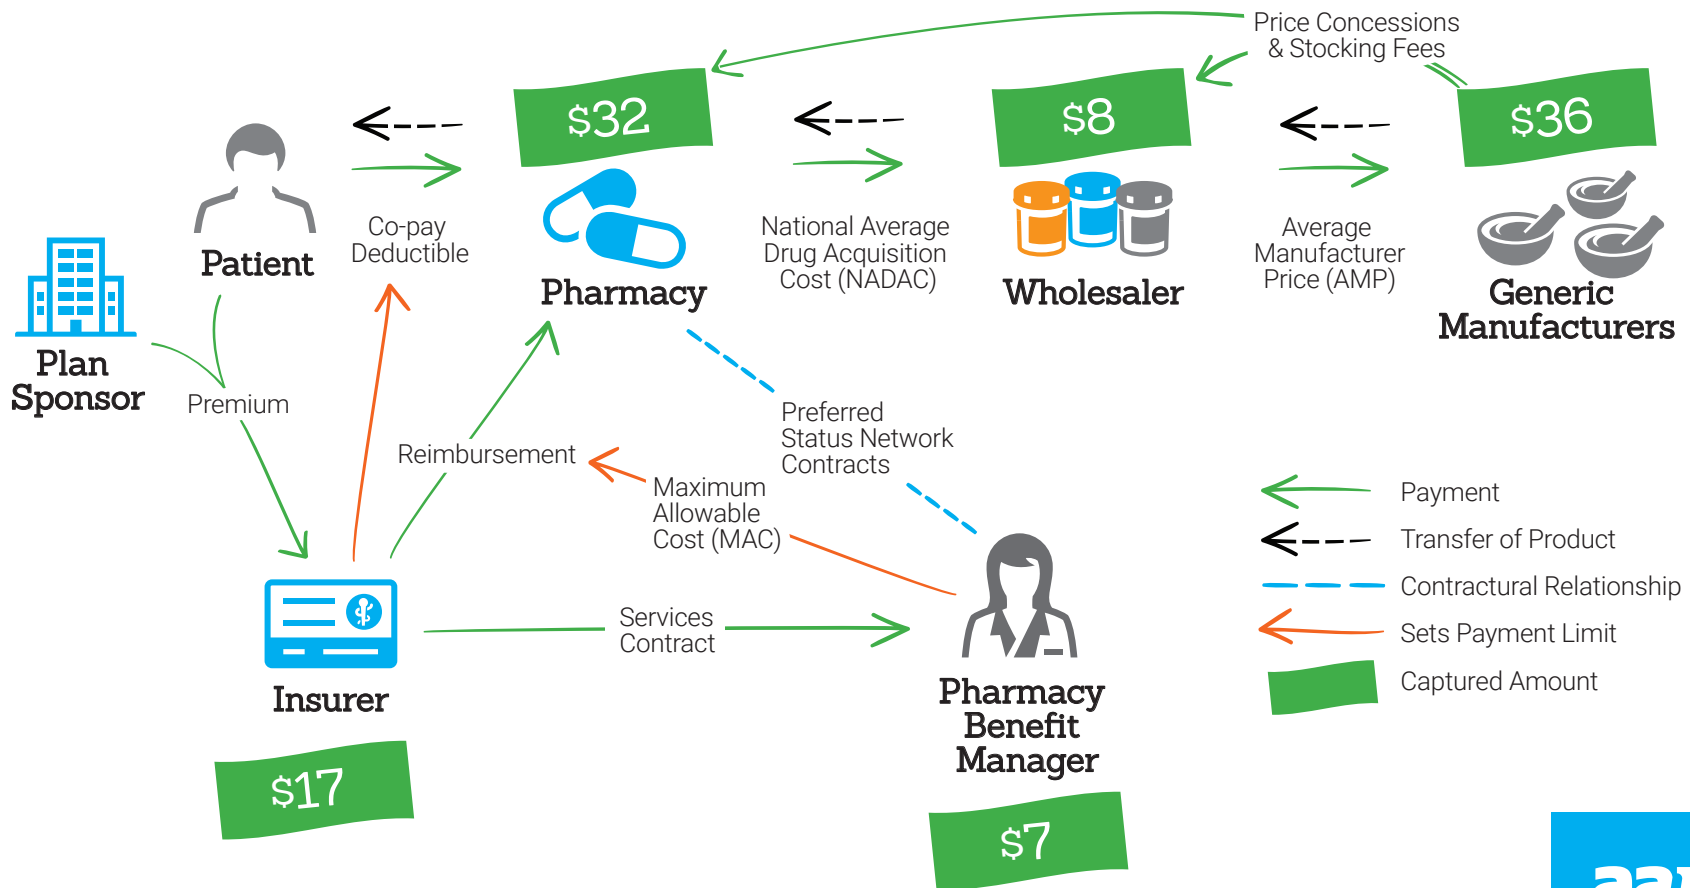 Price Concessions
& Stocking Fees
$32
$8
$36
Patient
Co-pay
Deductible
Pharmacy
National Average
Drug Acquisition
Cost (NADAC)
Wholesaler
Average
Manufacturer
Price (AMP)
Generic
Manufacturers
Plan
Sponsor
Premium
Reimbursement
Preferred
Status Network
Contracts
Maximum
Allowable
Cost (MAC)
Services
Contract
Insurer
$17
Pharmacy
Benefit
Manager
$7
Payment
Transfer of Product
Contractural Relationship
Sets Payment Limit
Captured Amount